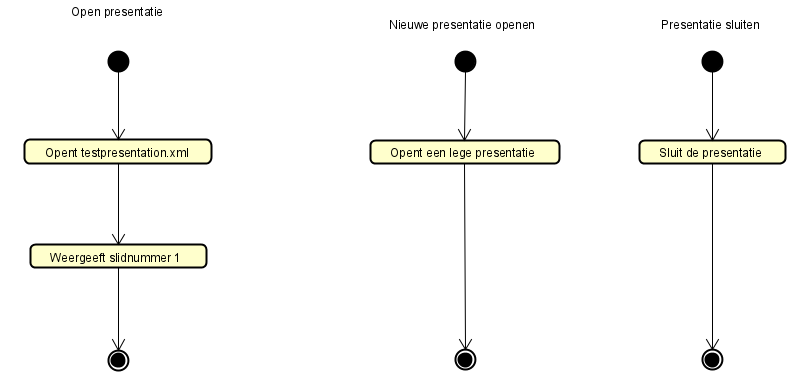 Open presentatie
Nieuwe presentatie openen
Presentatie sluiten
Opent testpresentation.xml
Opent een lege presentatie
Sluit de presentatie
Weergeeft slidnummer 1